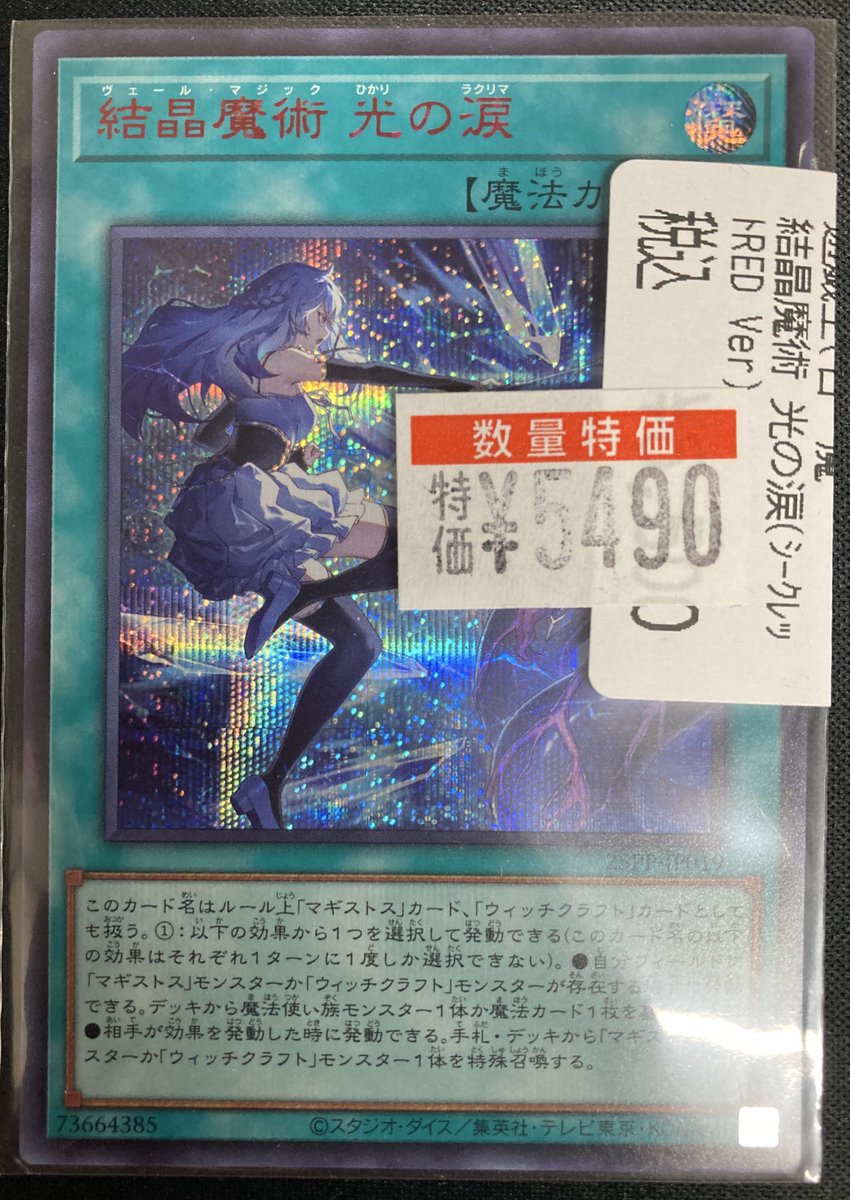 ヴェール・マジック ひかり ラクリマ
結晶魔術 光の涙
ま ほう
【魔法カ
税込
結晶魔術 光の涙(シークレッ
トRED Ver)
数量特価
特価 ¥5490
25PP-JP019
このカード名はルール上「マギストス」カード、「ウィッチクラフト」カードとして
も扱う。①:以下の効果から1つを選択して発動できる(このカード名の以下
の効果はそれぞれ1ターンに1度しか選択できない)。●自分フィールドに
「マギストス」モンスターか「ウィッチクラフト」モンスターが存在する
できる。デッキから魔法使い族モンスター1体か魔法カード1枚を
●相手が効果を発動した時に発動できる。手札・デッキから「マギス
スターか「ウィッチクラフト」モンスター1体を特殊召喚する。
73664385
©スタジオ・ダイス/集英社・テレビ東京・KON